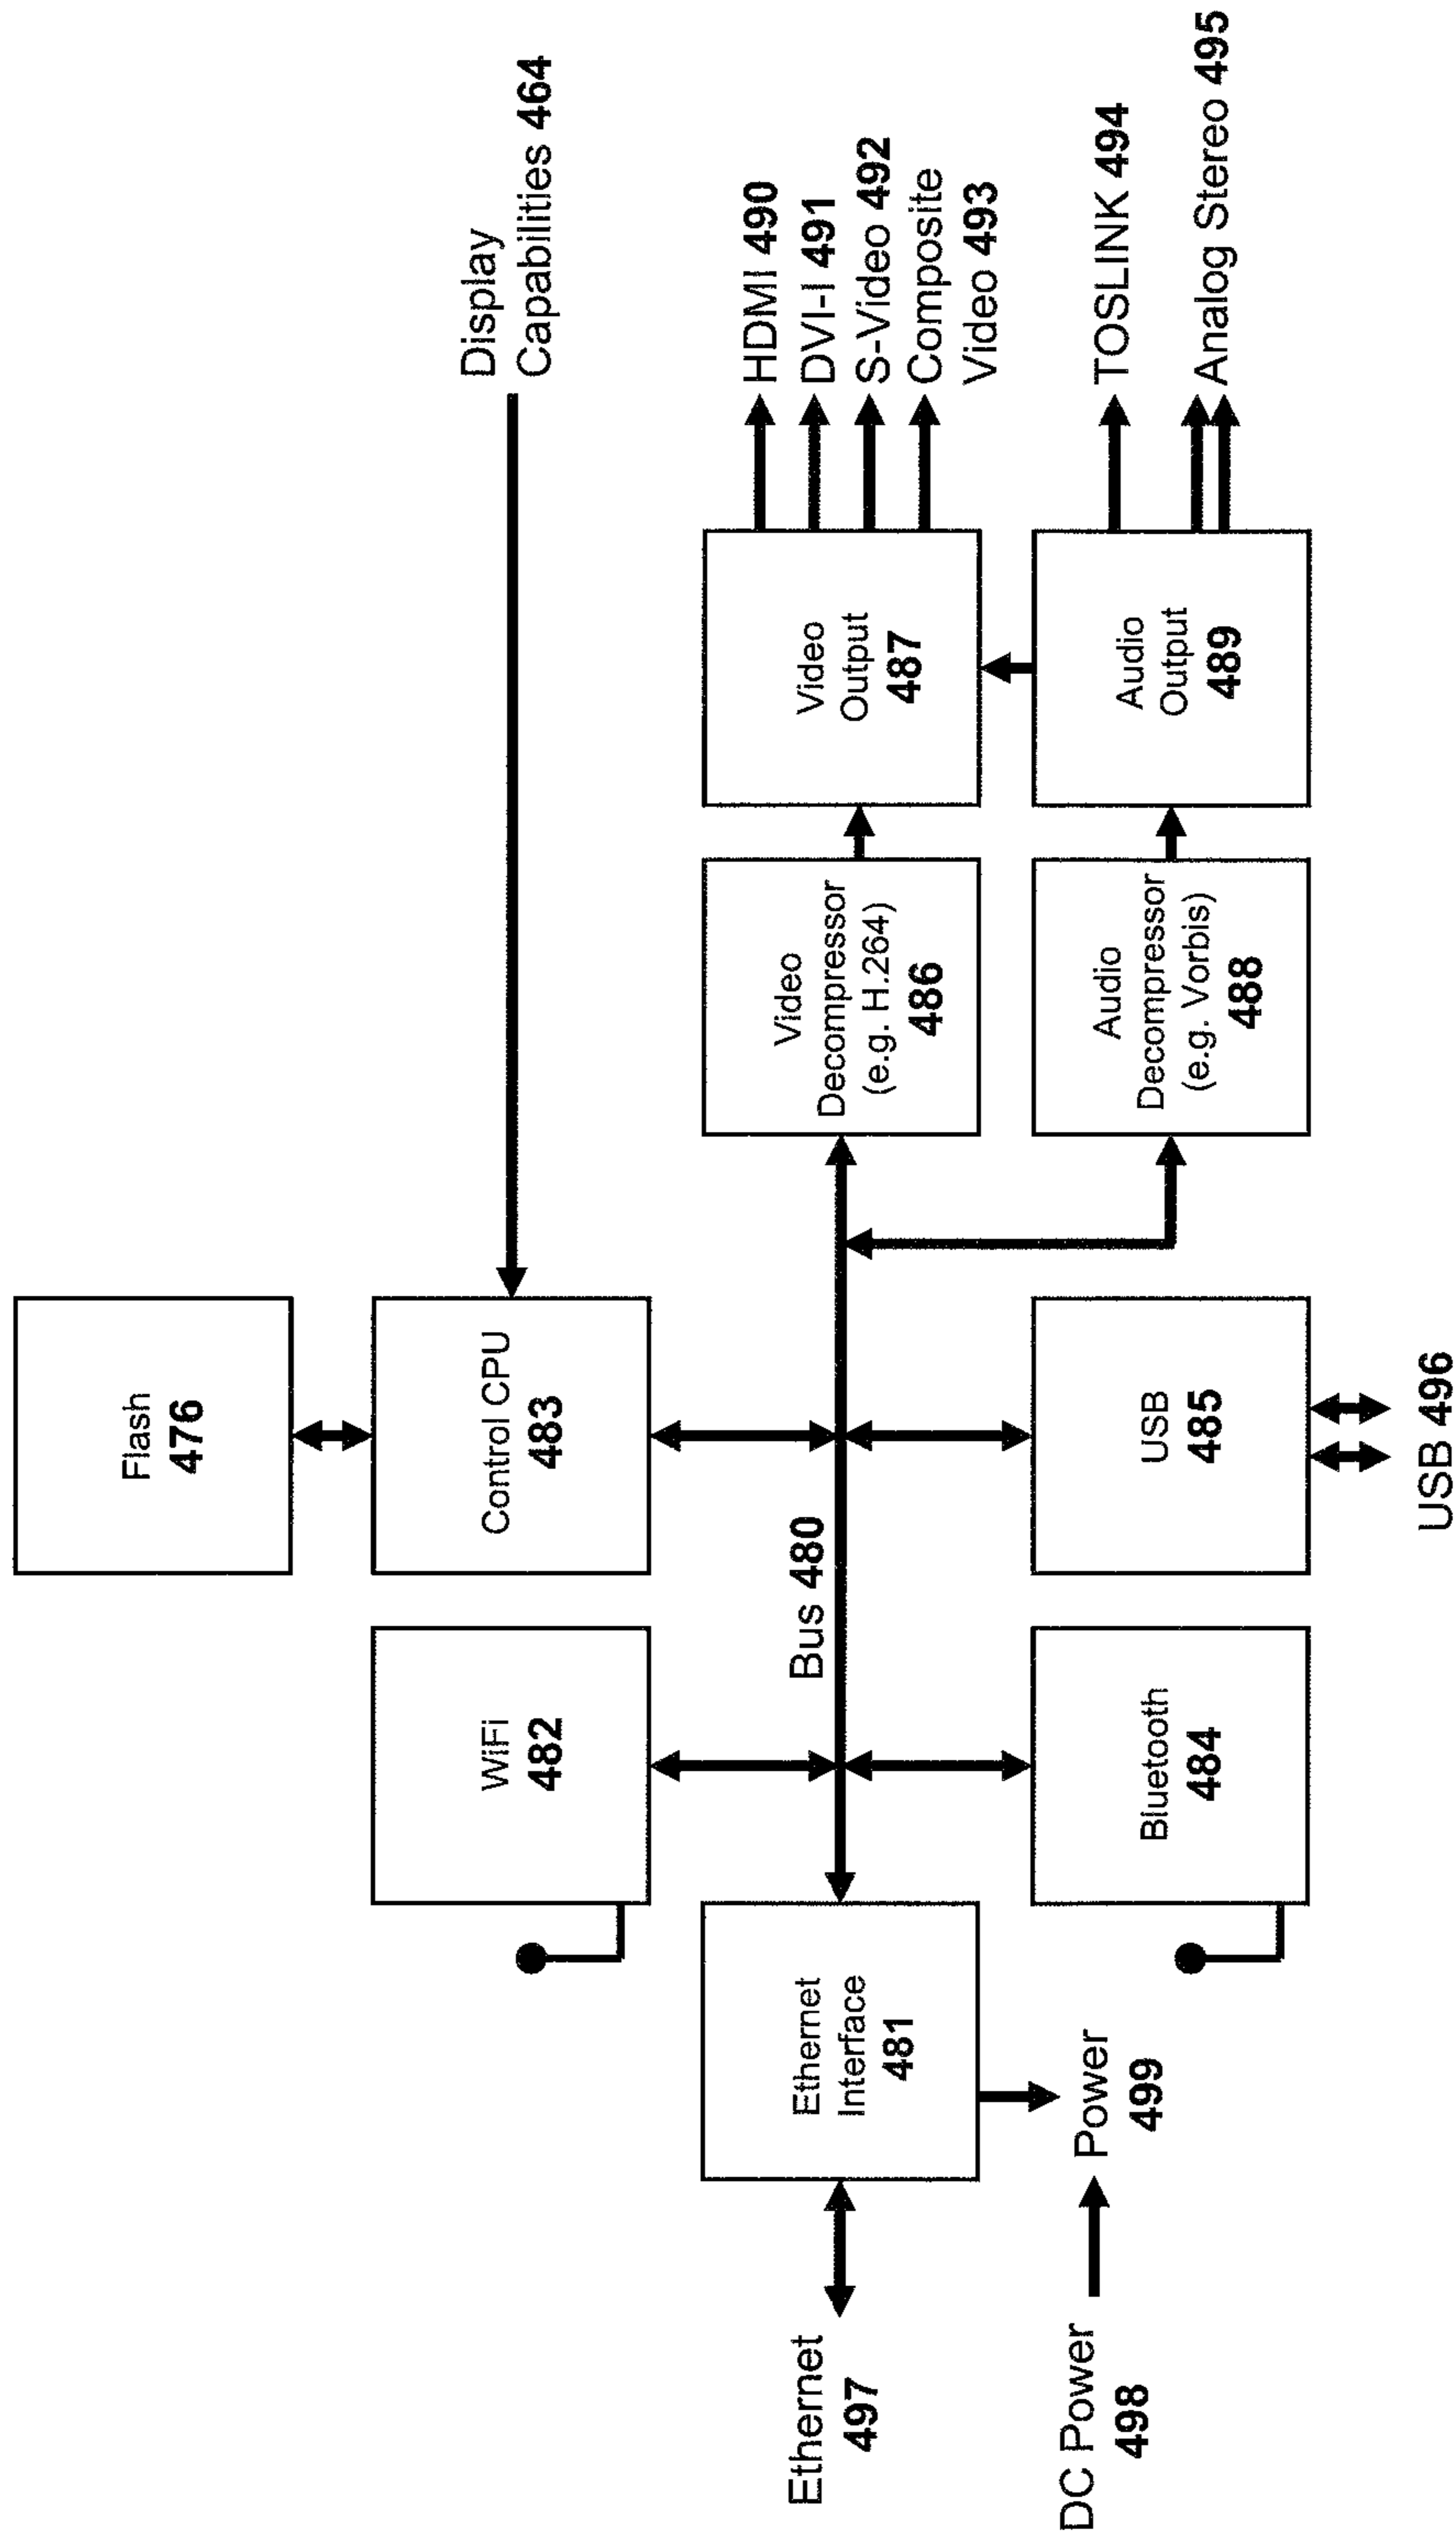 Flash
476
Display
Capabilities 464
WiFi
482
Control CPU
483
Bus 480
Ethernet
497
Ethernet
Interface
481
Video
Decompressor
(e.g. H.264)
486
Video
Output
487
HDMI 490
DVI-I 491
S-Video 492
Composite
Video 493
DC Power
498
Power
499
Bluetooth
484
USB
485
Audio
Decompressor
(e.g. Vorbis)
488
Audio
Output
489
TOSLINK 494
Analog Stereo 495
USB 496